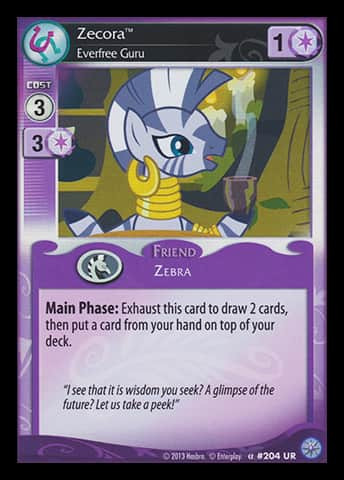 Zecora™
Everfree Guru
1
COST
3
3
FRIEND
ZEBRA
Main Phase: Exhaust this card to draw 2 cards,
then put a card from your hand on top of your
deck.
“I see that it is wisdom you seek? A glimpse of the
future? Let us take a peek!”
© 2013 Hasbro. © Enterplay. α #204 UR